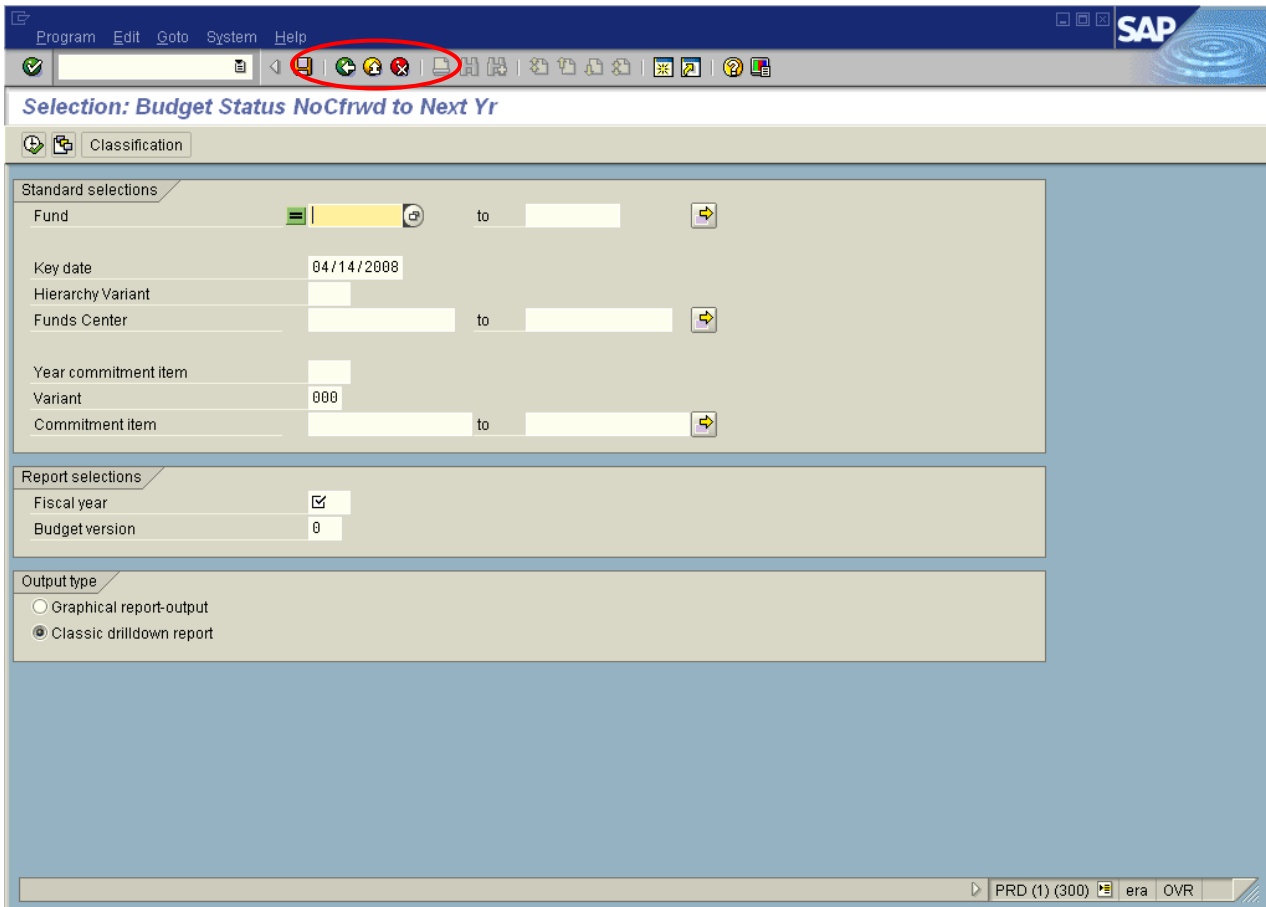 Program Edit Goto System Help
SAP
Selection: Budget Status NoCfrwd to Next Yr
Classification
Standard selections
Fund to
Key date 04/14/2008
Hierarchy Variant
Funds Center to
Year commitment item
Variant 000
Commitment item to
Report selections
Fiscal year
Budget version 0
Output type
Graphical report-output
Classic drilldown report
PRD (1) (300) era OVR